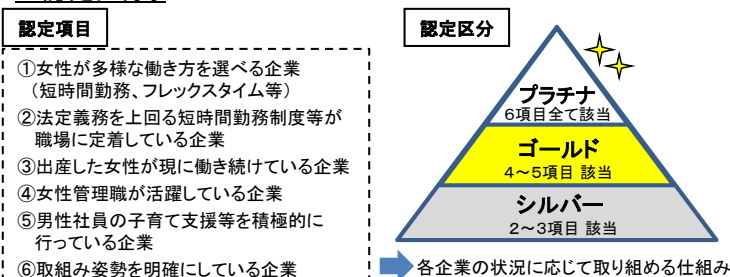 認定項目
①女性が多様な働き方を選べる企業
（短時間勤務、フレックスタイム等）
②法定義務を上回る短時間勤務制度等が
職場に定着している企業
③出産した女性が現に働き続けている企業
④女性管理職が活躍している企業
⑤男性社員の子育て支援等を積極的に
行っている企業
⑥取組み姿勢を明確にしている企業
認定区分
プラチナ
6項目全て該当
ゴールド
4～5項目 該当
シルバー
2～3項目 該当
各企業の状況に応じて取り組める仕組み